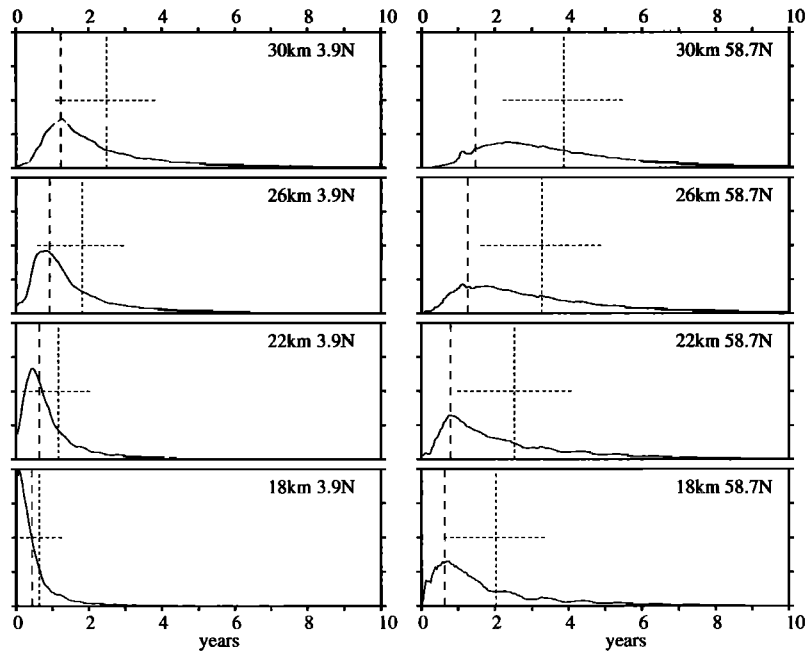 0 2 4 6 8 10
0 2 4 6 8 10
30km 3.9N
30km 58.7N
26km 3.9N
26km 58.7N
22km 3.9N
22km 58.7N
18km 3.9N
18km 58.7N
0 2 4 6 8 10
0 2 4 6 8 10
years
years